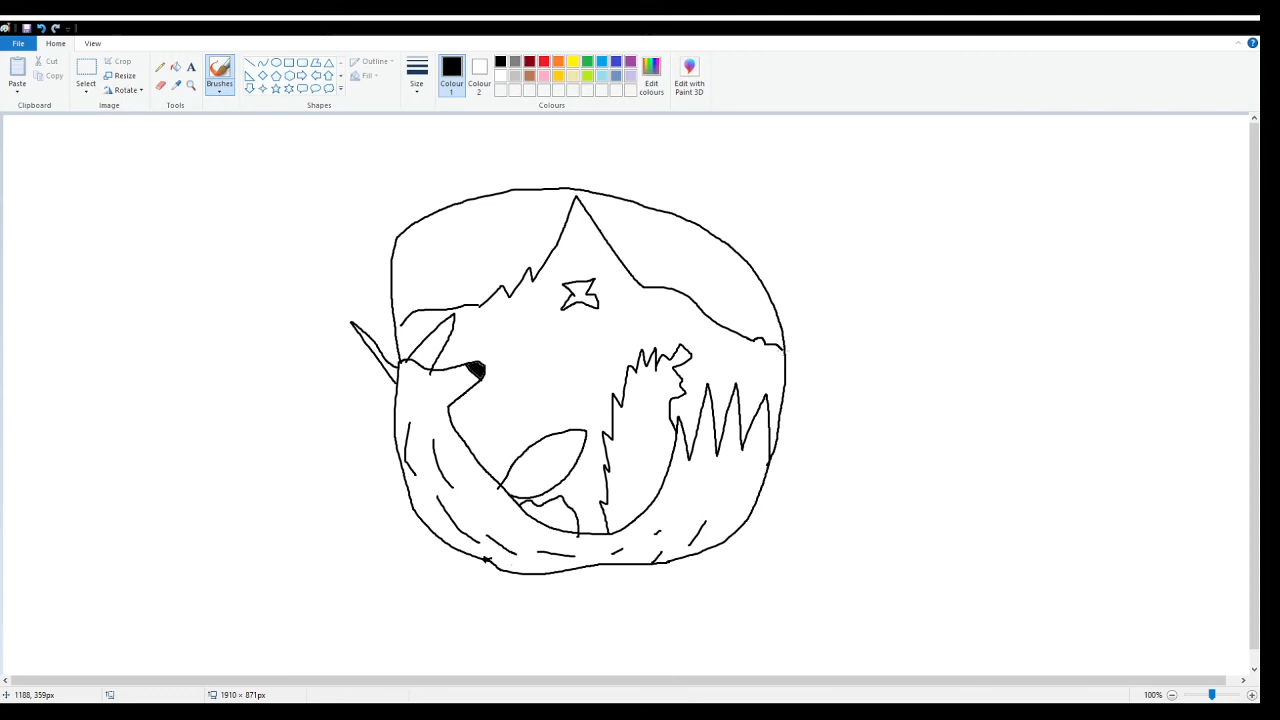 File Home View
Paste Cut Copy Select Crop Resize Rotate A Brushes Outline Fill Size Colour 1 Colour 2 Edit colours Edit with Paint 3D
Clipboard Image Tools Shapes Colours
1188, 359px 1910 × 871px 100%